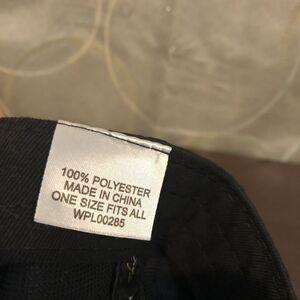 100% POLYESTER
MADE IN CHINA
ONE SIZE FITS ALL
WPL00285